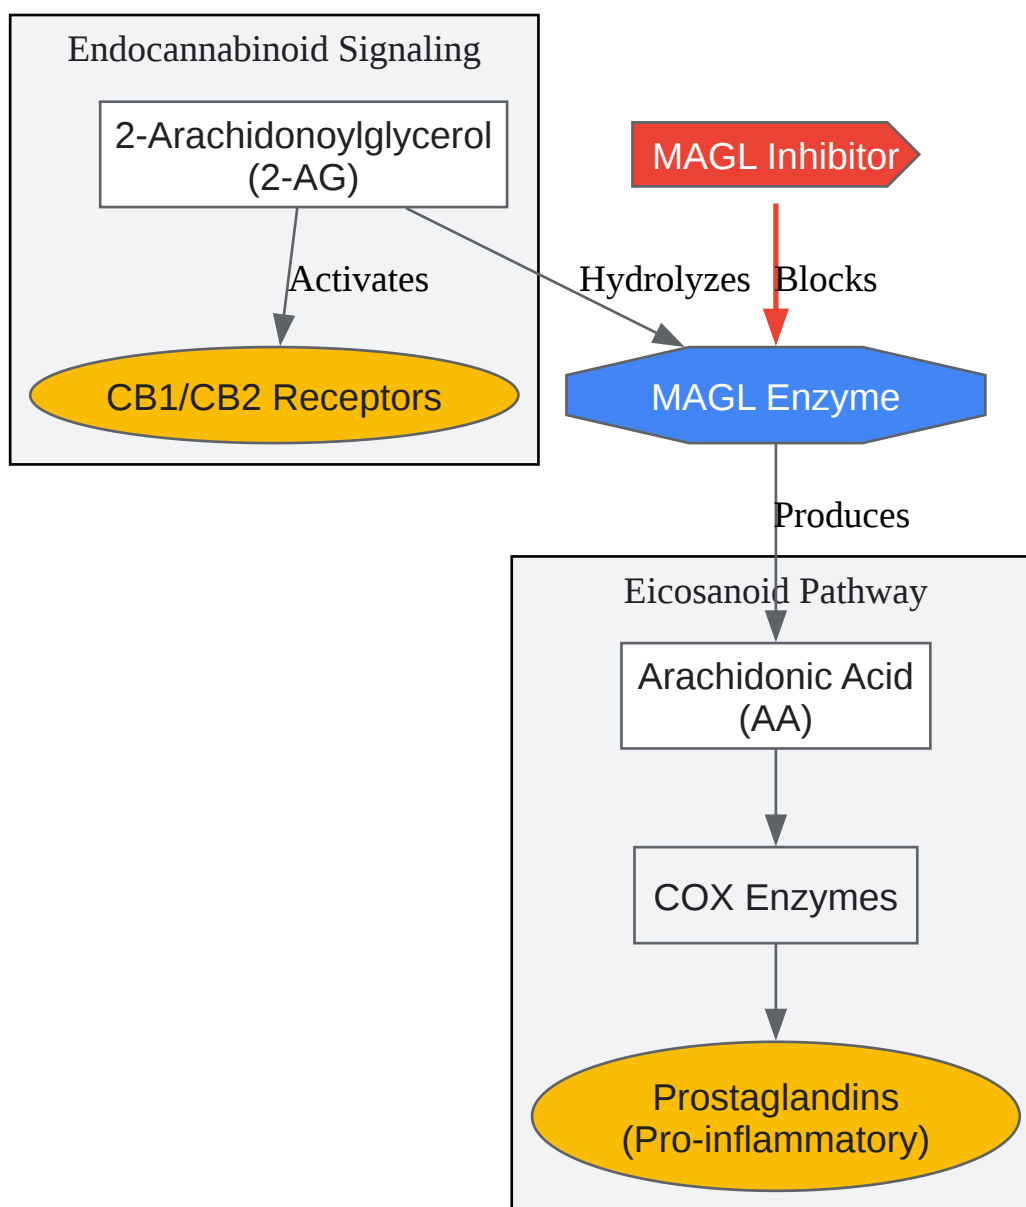 Endocannabinoid Signaling
2-Arachidonoylglycerol
(2-AG)
MAGL Inhibitor
Activates
Hydrolyzes
Blocks
CB1/CB2 Receptors
MAGL Enzyme
Produces
Eicosanoid Pathway
Arachidonic Acid
(AA)
COX Enzymes
Prostaglandins
(Pro-inflammatory)